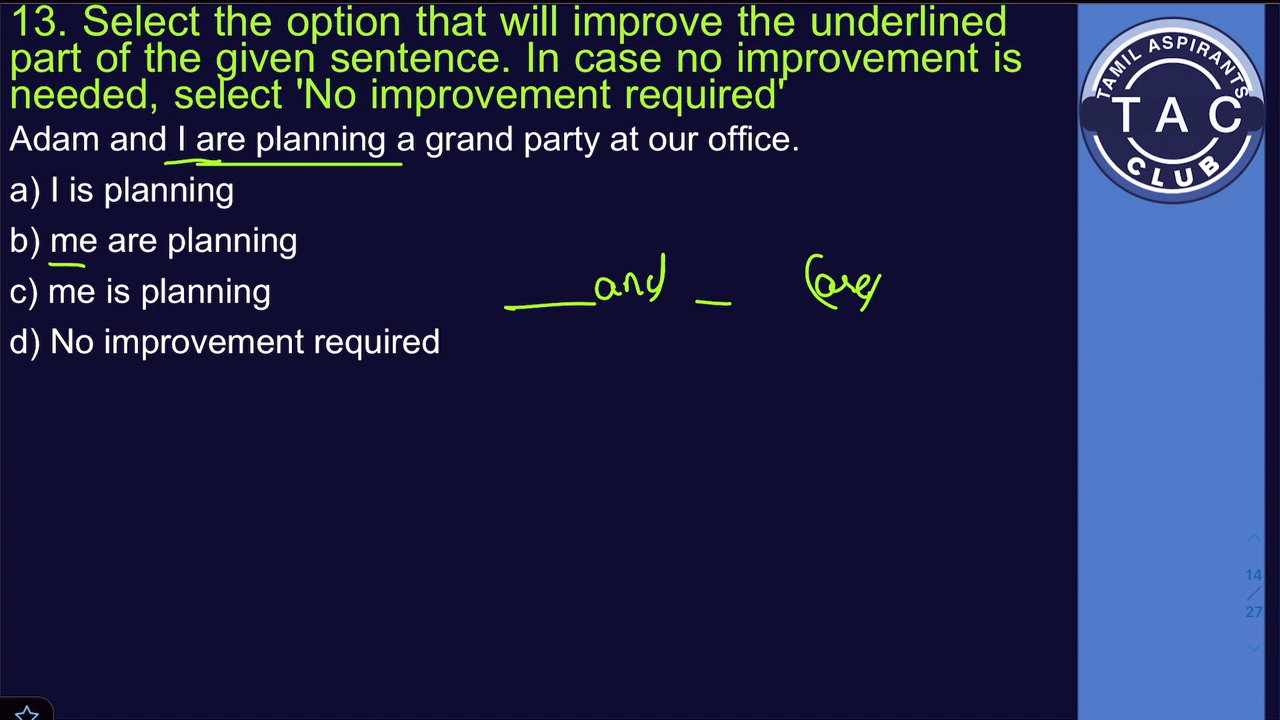 13. Select the option that will improve the underlined
part of the given sentence. In case no improvement is
needed, select 'No improvement required'
Adam and I are planning a grand party at our office.
a) I is planning
b) me are planning
c) me is planning
d) No improvement required
and (are)
TAMIL ASPIRANTS
TAC
CLUB
14
/
27